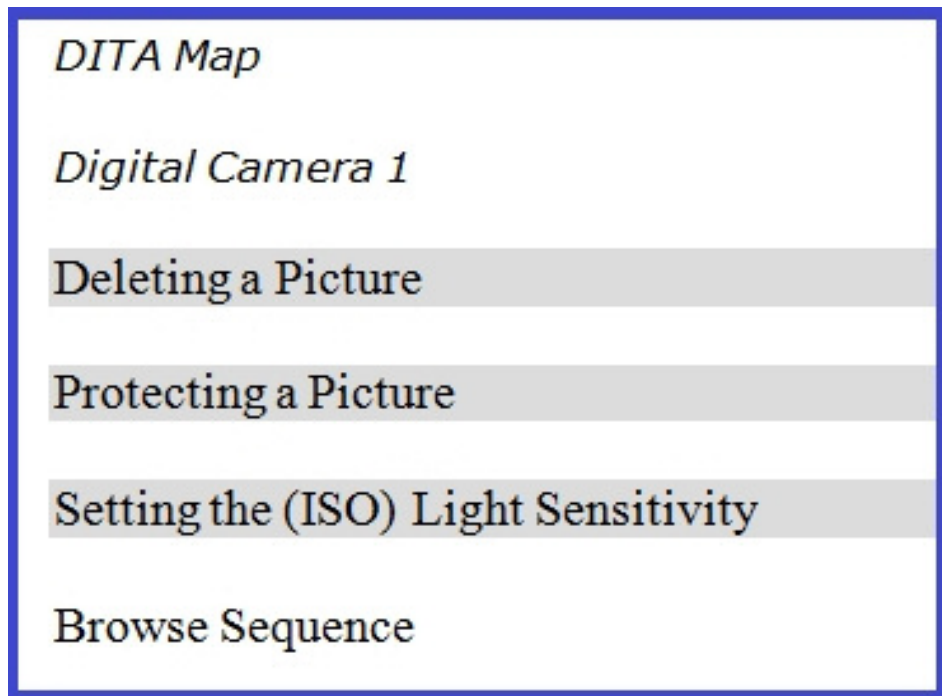 DITA Map
Digital Camera 1
Deleting a Picture
Protecting a Picture
Setting the (ISO) Light Sensitivity
Browse Sequence